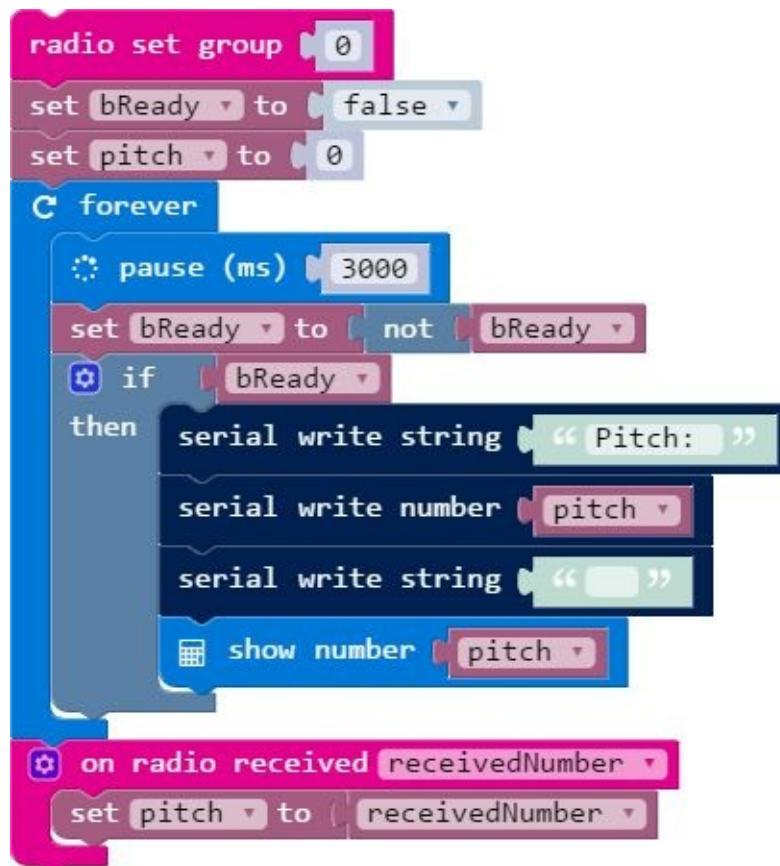 radio set group 0
set bReady to false
set pitch to 0
forever
pause (ms) 3000
set bReady to not bReady
if bReady
then
serial write string “ Pitch: ”
serial write number pitch
serial write string “ ”
show number pitch
on radio received receivedNumber
set pitch to receivedNumber